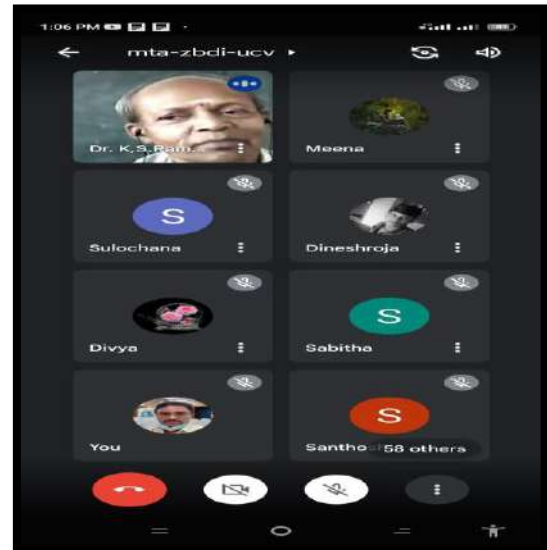 1:06 PM
mta-zbdi-ucv
Dr. K.S.Ram...
Meena
S
Sulochana
Dineshroja
Divya
S
Sabitha
You
S
Santho
58 others